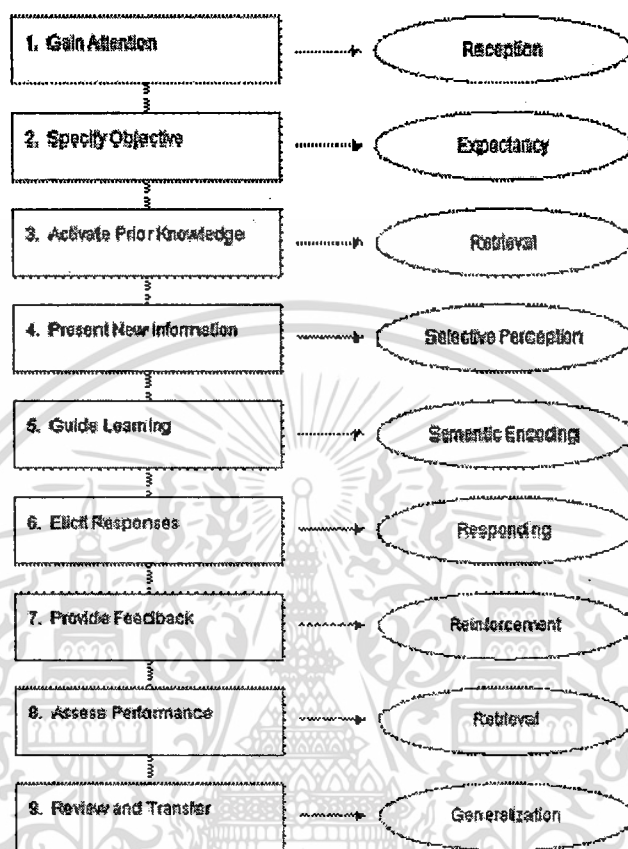 1. Gain Attention
Reception
2. Specify Objective
Expectancy
3. Activate Prior Knowledge
Retrieval
4. Present New Information
Selective Perception
5. Guide Learning
Semantic Encoding
6. Elicit Responses
Responding
7. Provide Feedback
Reinforcement
8. Assess Performance
Retrieval
9. Review and Transfer
Generalization